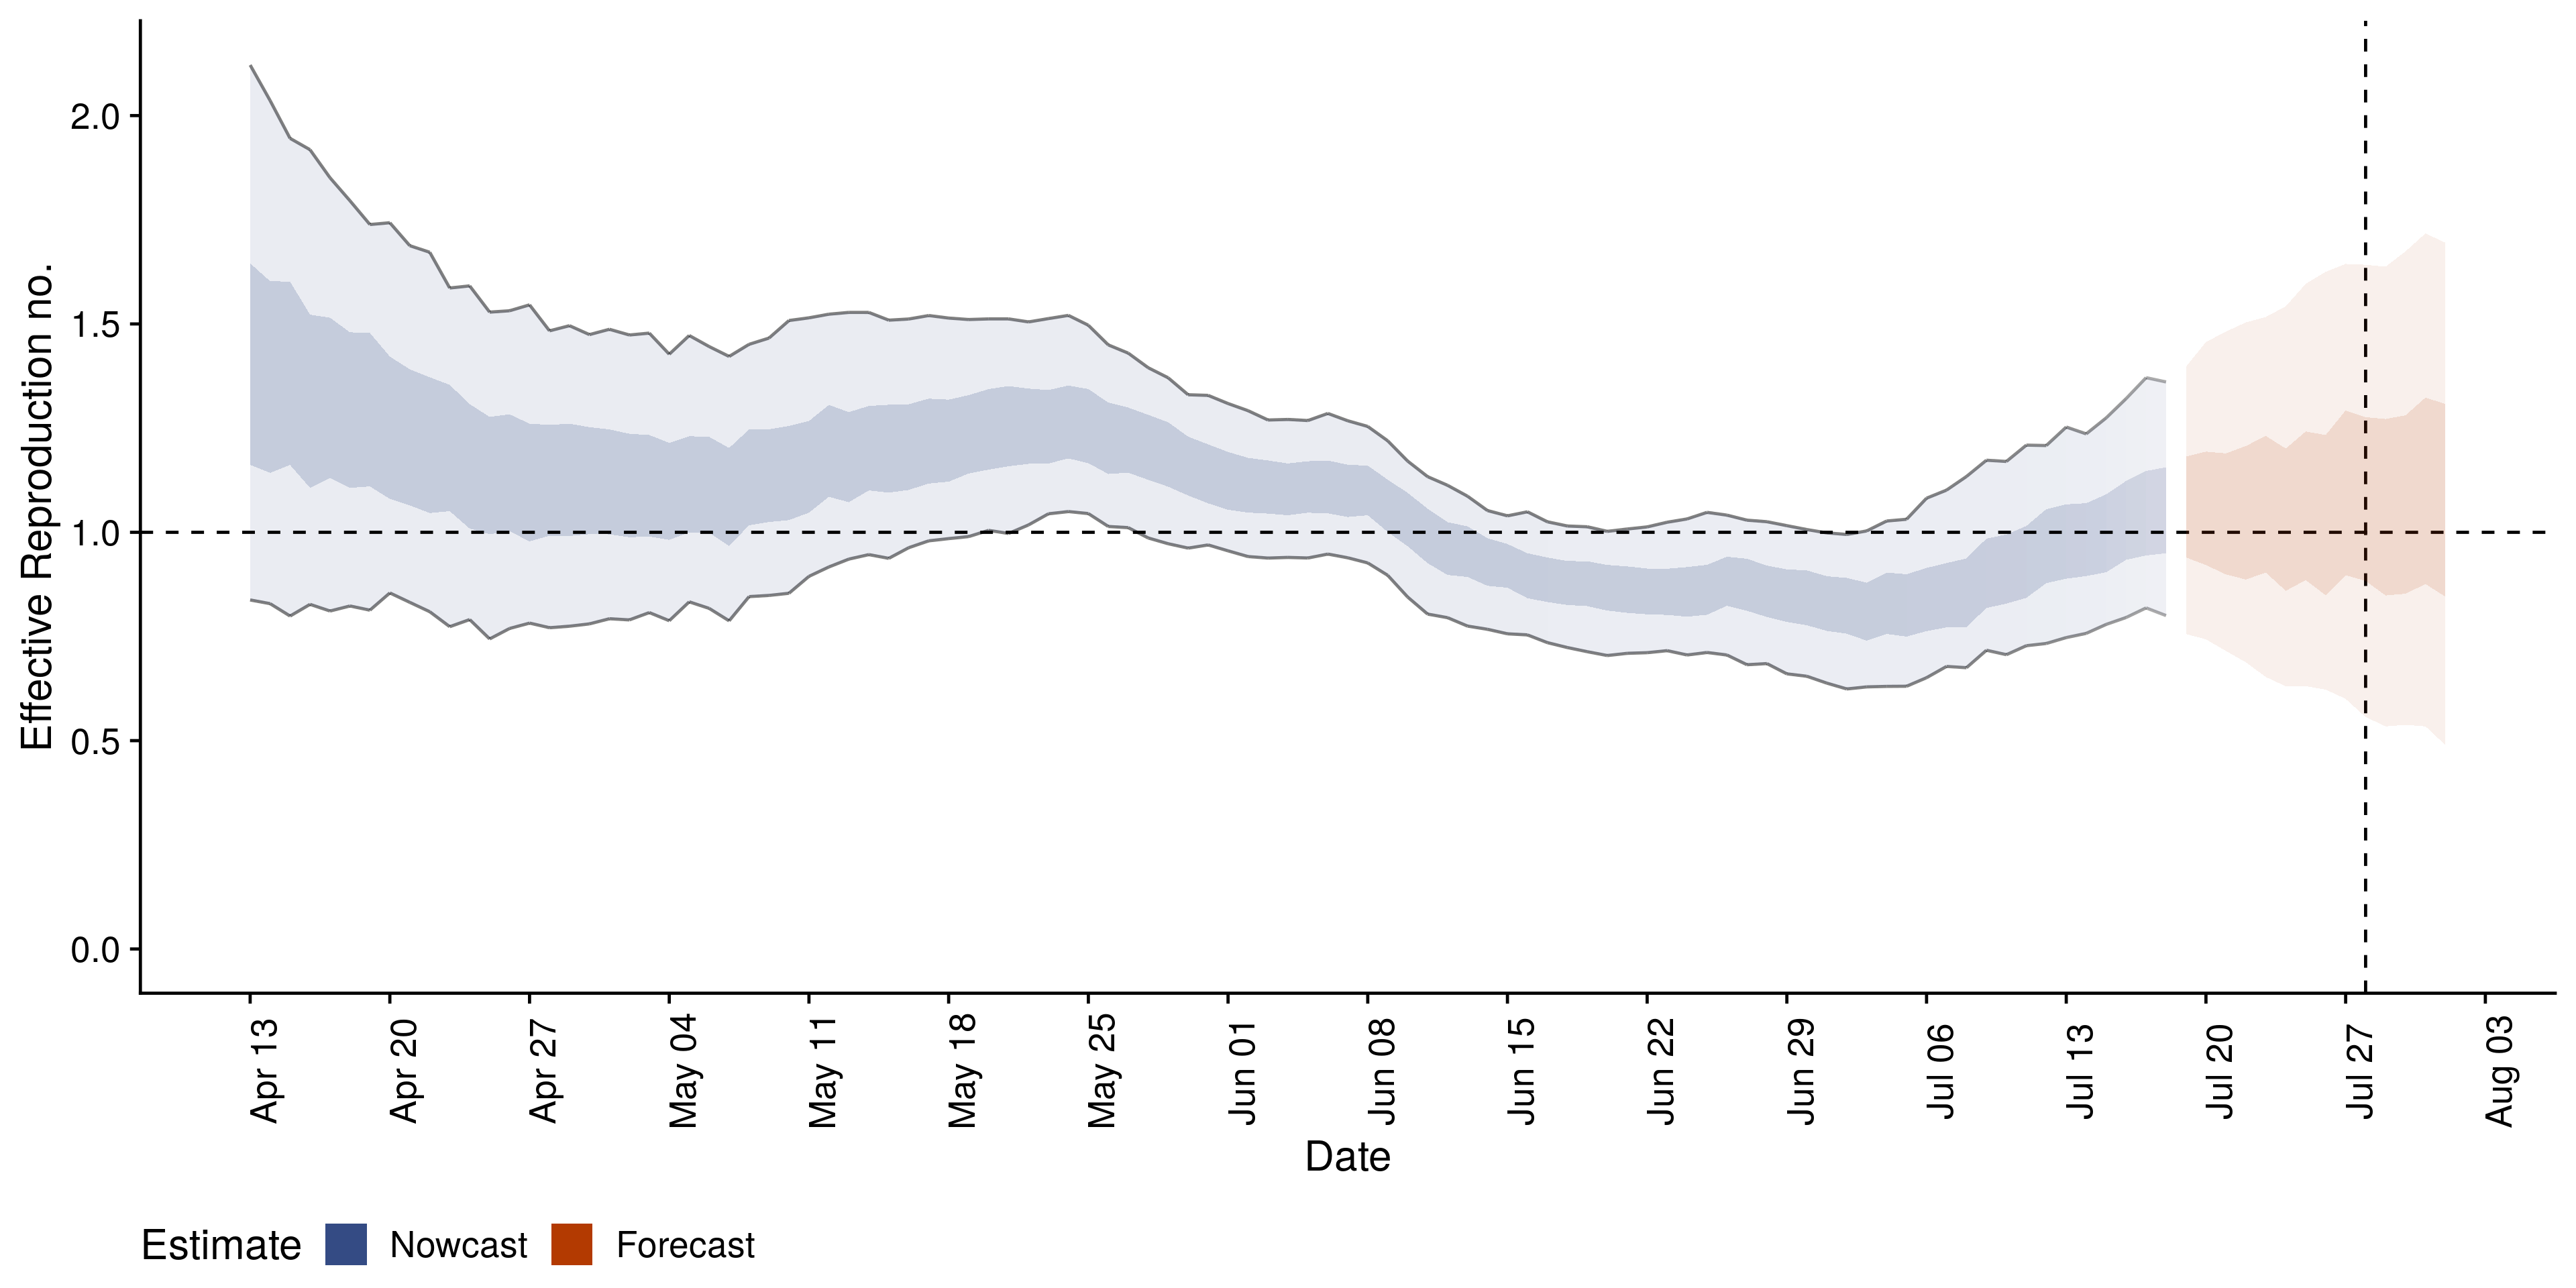 Effective Reproduction no.
2.0
1.5
1.0
0.5
0.0
Apr 13
Apr 20
Apr 27
May 04
May 11
May 18
May 25
Jun 01
Jun 08
Jun 15
Jun 22
Jun 29
Jul 06
Jul 13
Jul 20
Jul 27
Aug 03
Date
Estimate Nowcast Forecast